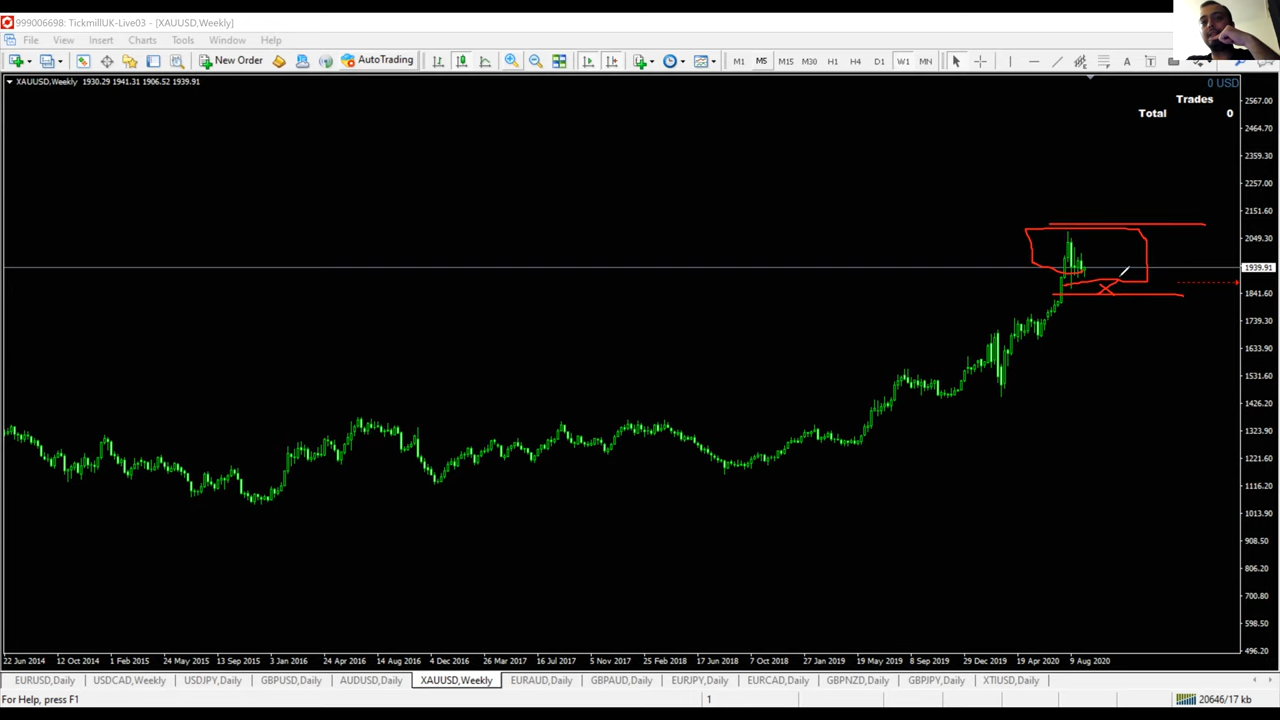 999006698: TickmillUK-Live03 - [XAUUSD,Weekly]
File View Insert Charts Tools Window Help
New Order AutoTrading M1 M5 M15 M30 H1 H4 D1 W1 MN A T
XAUUSD,Weekly 1930.29 1941.31 1906.52 1939.91
0 USD
Trades
Total 0
2567.00
2464.70
2359.30
2257.00
2151.60
2049.30
1939.91
1841.60
1739.30
1633.90
1531.60
1426.20
1323.90
1221.60
1116.20
1013.90
908.50
806.20
700.80
598.50
496.20
22 Jun 2014 12 Oct 2014 1 Feb 2015 24 May 2015 13 Sep 2015 3 Jan 2016 24 Apr 2016 14 Aug 2016 4 Dec 2016 26 Mar 2017 16 Jul 2017 5 Nov 2017 25 Feb 2018 17 Jun 2018 7 Oct 2018 27 Jan 2019 19 May 2019 8 Sep 2019 29 Dec 2019 19 Apr 2020 9 Aug 2020
EURUSD,Daily USDCAD,Weekly USDJPY,Daily GBPUSD,Daily AUDUSD,Daily XAUUSD,Weekly EURAUD,Daily GBPAUD,Daily EURJPY,Daily EURCAD,Daily GBPNZD,Daily GBPJPY,Daily XTIUSD,Daily
For Help, press F1 1 20646/17 kb